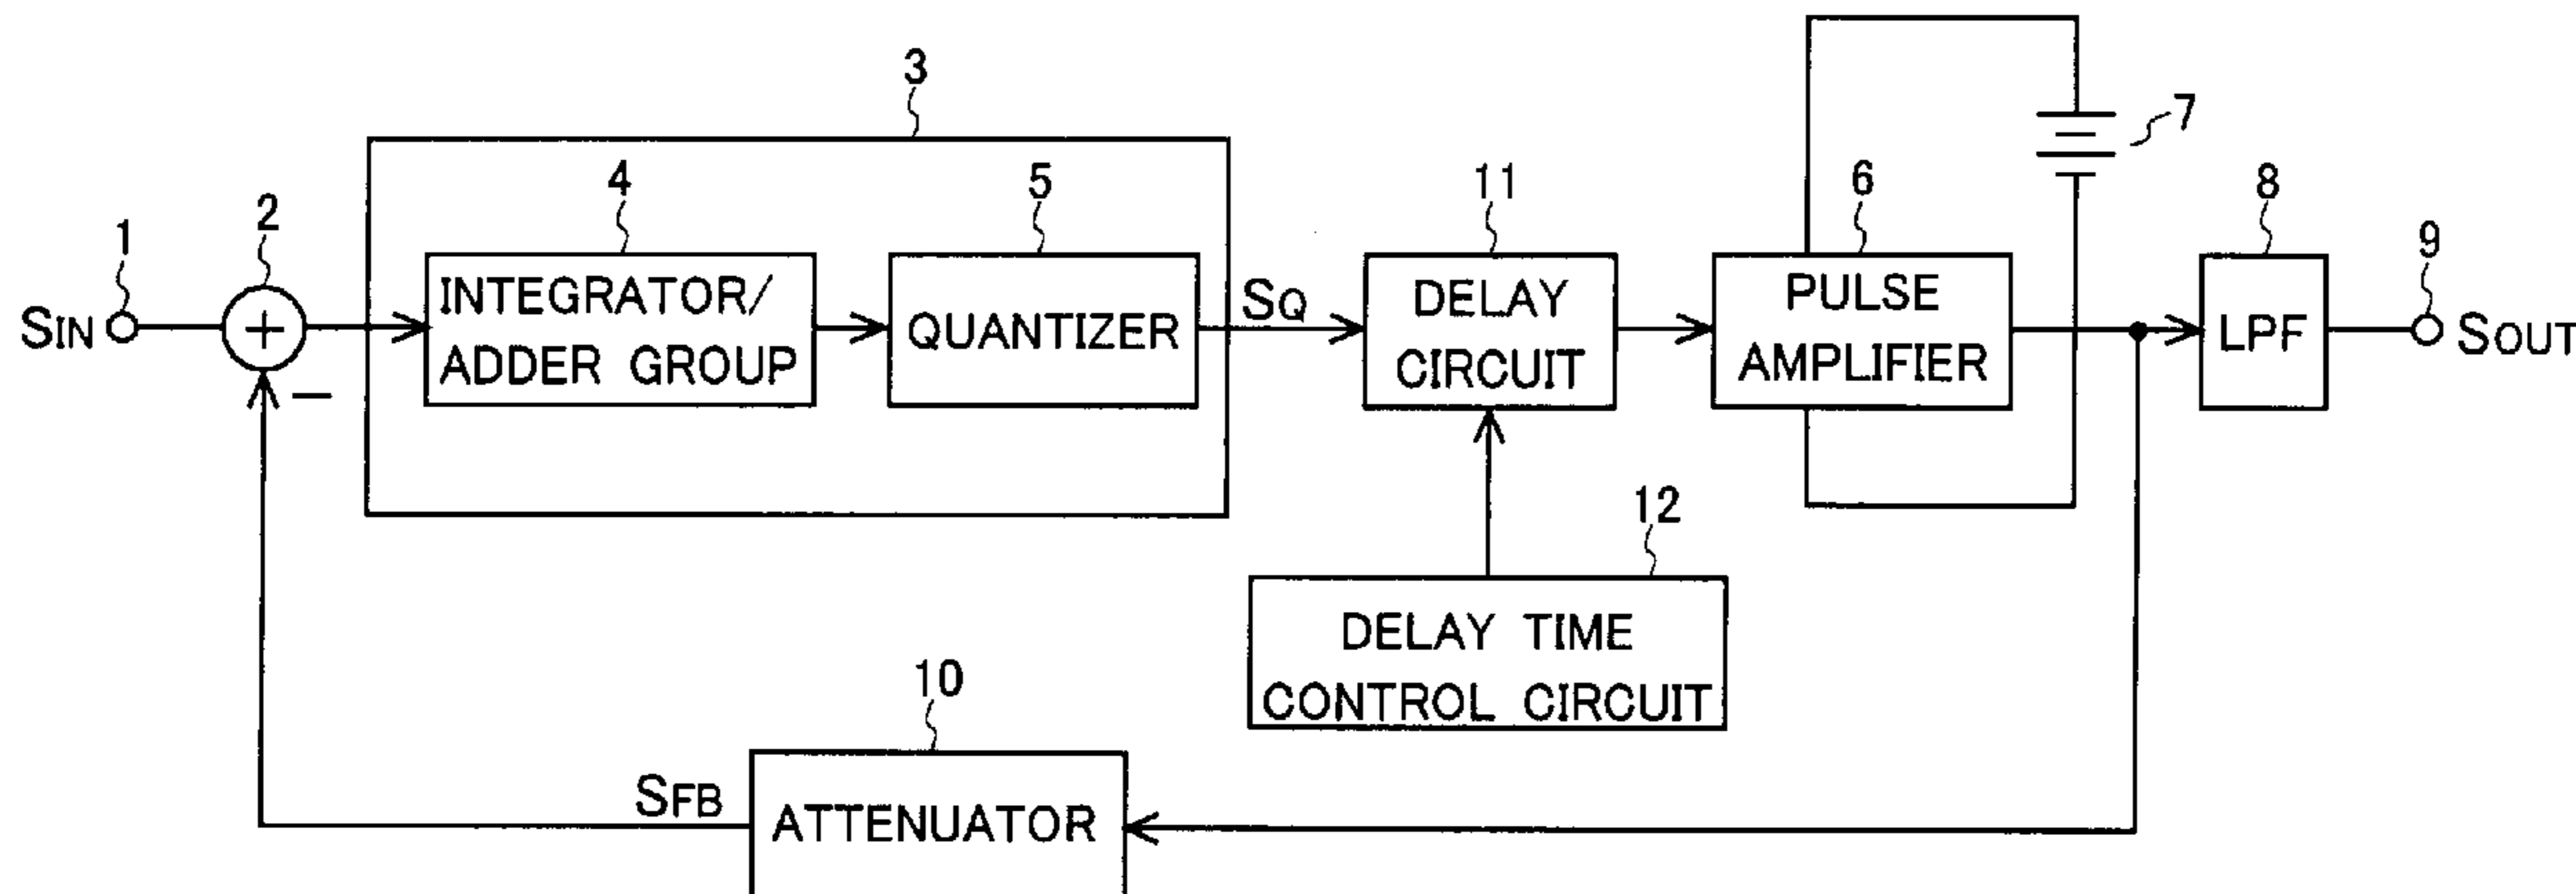 3
7
4
5
11
6
8
1
2
9
SIN
+
INTEGRATOR/
ADDER GROUP
QUANTIZER
SQ
DELAY
CIRCUIT
PULSE
AMPLIFIER
LPF
SOUT
−
12
DELAY TIME
CONTROL CIRCUIT
10
SFB
ATTENUATOR